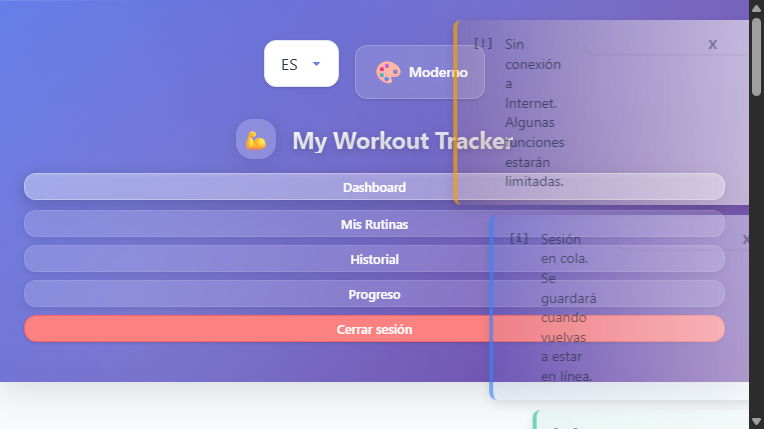 ES
Moderno
My Workout Tracker
Dashboard
Mis Rutinas
Historial
Progreso
Cerrar sesión
[!] Sin
conexión
a
Internet.
Algunas
funciones
estarán
limitadas.
X
[i] Sesión
en cola.
Se
guardará
cuando
vuelvas
a estar
en línea.
X